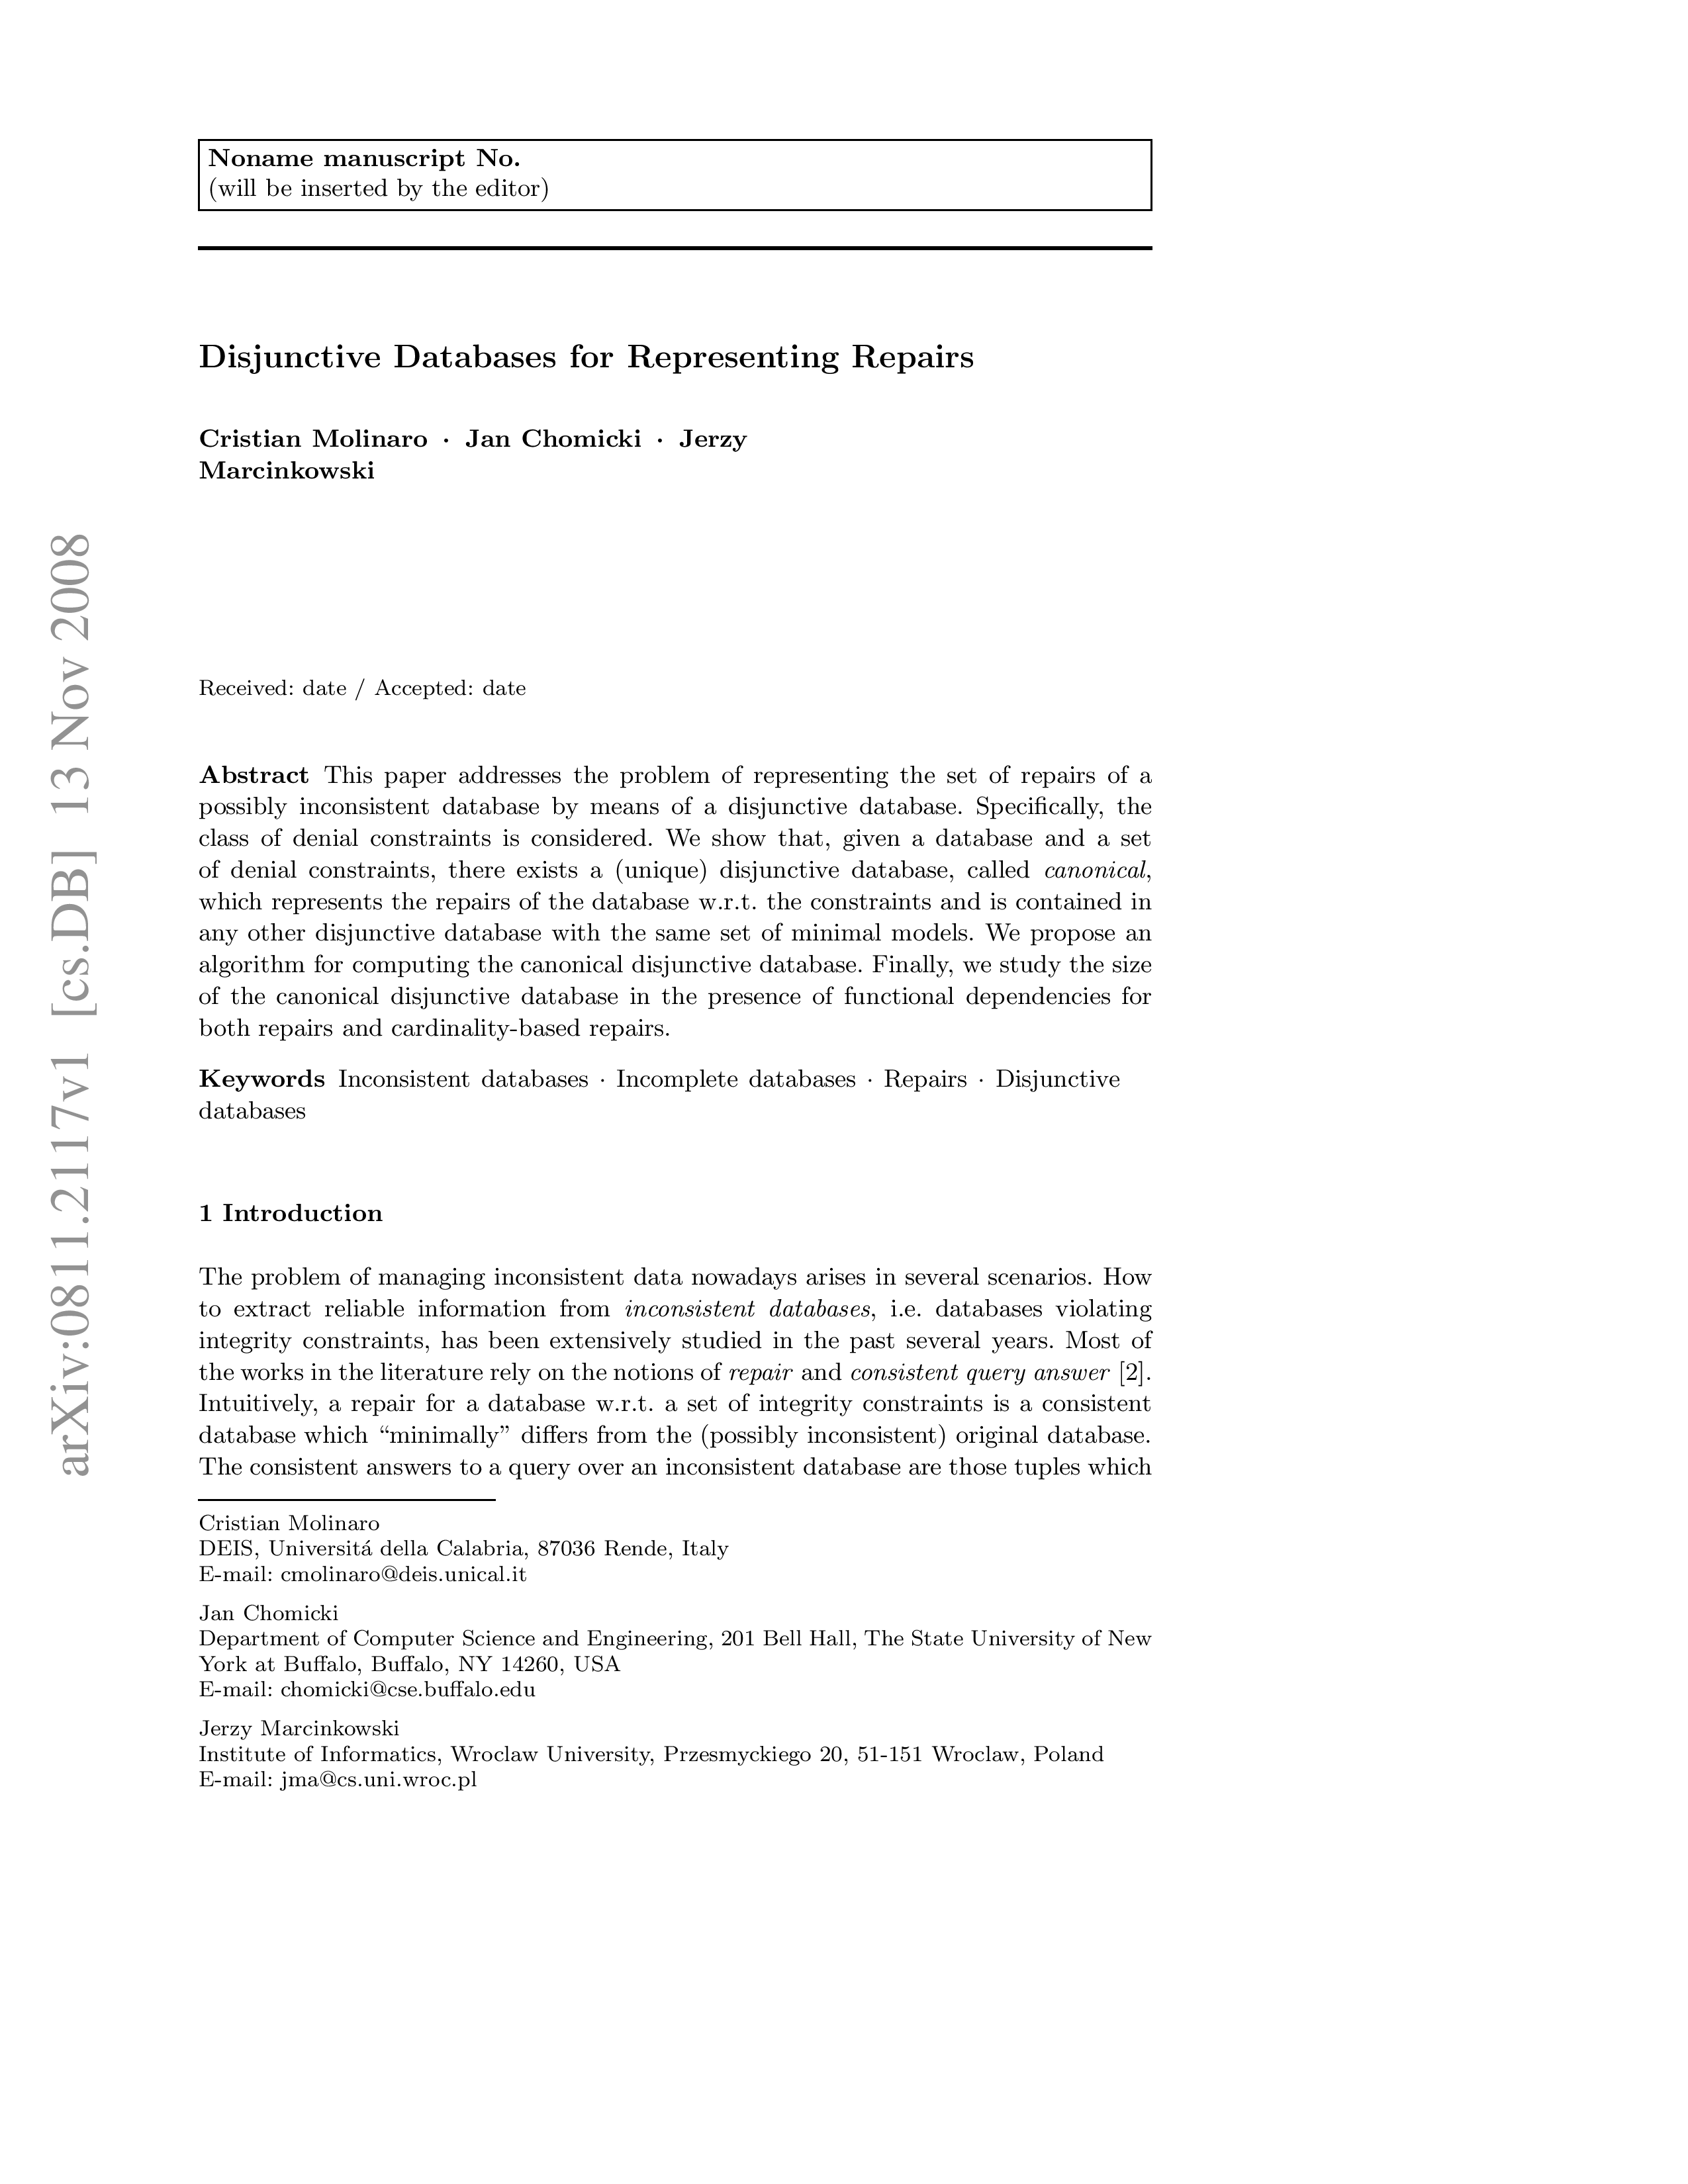 Noname manuscript No.
(will be inserted by the editor)
Disjunctive Databases for Representing Repairs
Cristian Molinaro · Jan Chomicki · Jerzy
Marcinkowski
Received: date / Accepted: date
Abstract This paper addresses the problem of representing the set of repairs of a
possibly inconsistent database by means of a disjunctive database. Specifically, the
class of denial constraints is considered. We show that, given a database and a set
of denial constraints, there exists a (unique) disjunctive database, called canonical,
which represents the repairs of the database w.r.t. the constraints and is contained in
any other disjunctive database with the same set of minimal models. We propose an
algorithm for computing the canonical disjunctive database. Finally, we study the size
of the canonical disjunctive database in the presence of functional dependencies for
both repairs and cardinality-based repairs.
Keywords Inconsistent databases · Incomplete databases · Repairs · Disjunctive
databases
1 Introduction
The problem of managing inconsistent data nowadays arises in several scenarios. How
to extract reliable information from inconsistent databases, i.e. databases violating
integrity constraints, has been extensively studied in the past several years. Most of
the works in the literature rely on the notions of repair and consistent query answer [2].
Intuitively, a repair for a database w.r.t. a set of integrity constraints is a consistent
database which “minimally” differs from the (possibly inconsistent) original database.
The consistent answers to a query over an inconsistent database are those tuples which
Cristian Molinaro
DEIS, Universitá della Calabria, 87036 Rende, Italy
E-mail: cmolinaro@deis.unical.it
Jan Chomicki
Department of Computer Science and Engineering, 201 Bell Hall, The State University of New
York at Buffalo, Buffalo, NY 14260, USA
E-mail: chomicki@cse.buffalo.edu
Jerzy Marcinkowski
Institute of Informatics, Wroclaw University, Przesmyckiego 20, 51-151 Wroclaw, Poland
E-mail: jma@cs.uni.wroc.pl
arXiv:0811.2117v1 [cs.DB] 13 Nov 2008